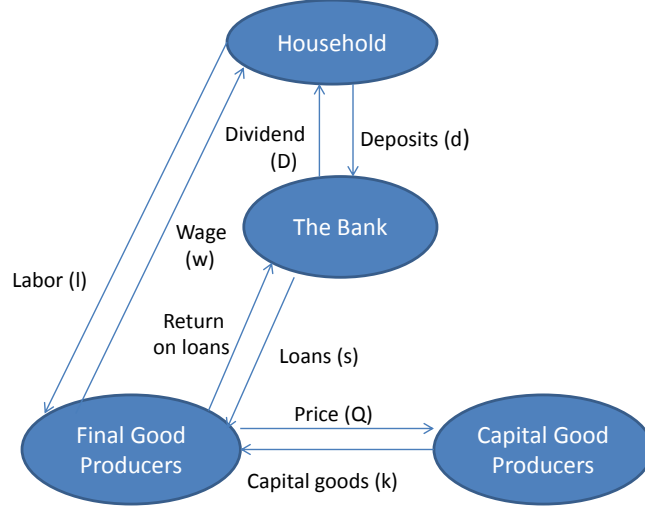 Household
Dividend
(D)
Deposits (d)
The Bank
Wage
(w)
Labor (l)
Return
on loans
Loans (s)
Price (Q)
Final Good
Producers
Capital Good
Producers
Capital goods (k)